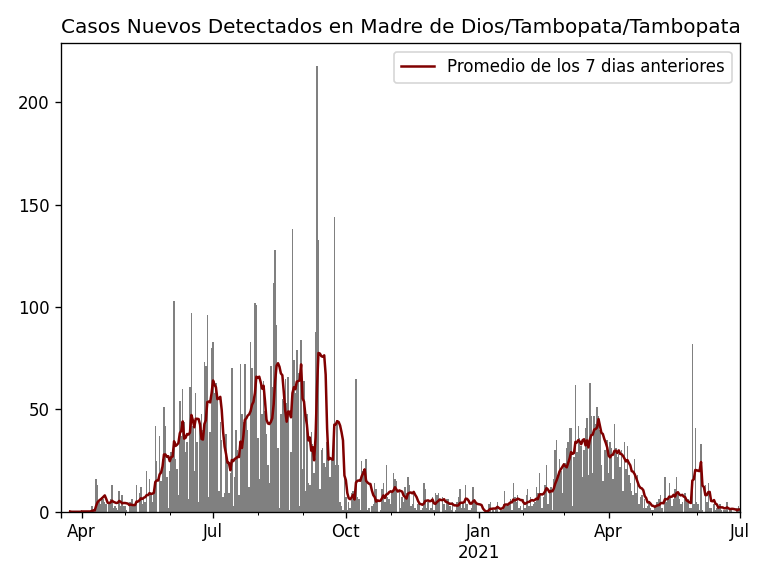 Casos Nuevos Detectados en Madre de Dios/Tambopata/Tambopata
Promedio de los 7 dias anteriores
200
150
100
50
0
Apr Jul Oct Jan Apr Jul
2021